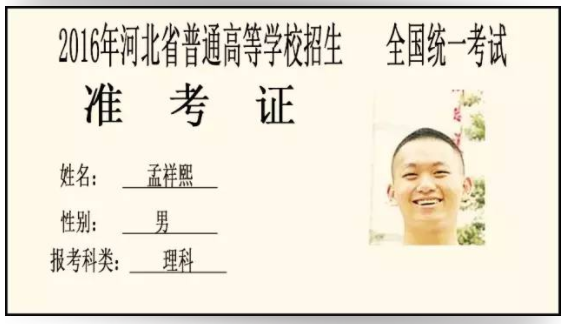 2016年河北省普通高等学校招生 全国统一考试
准 考 证
姓名: 孟祥熙
性别: 男
报考科类: 理科